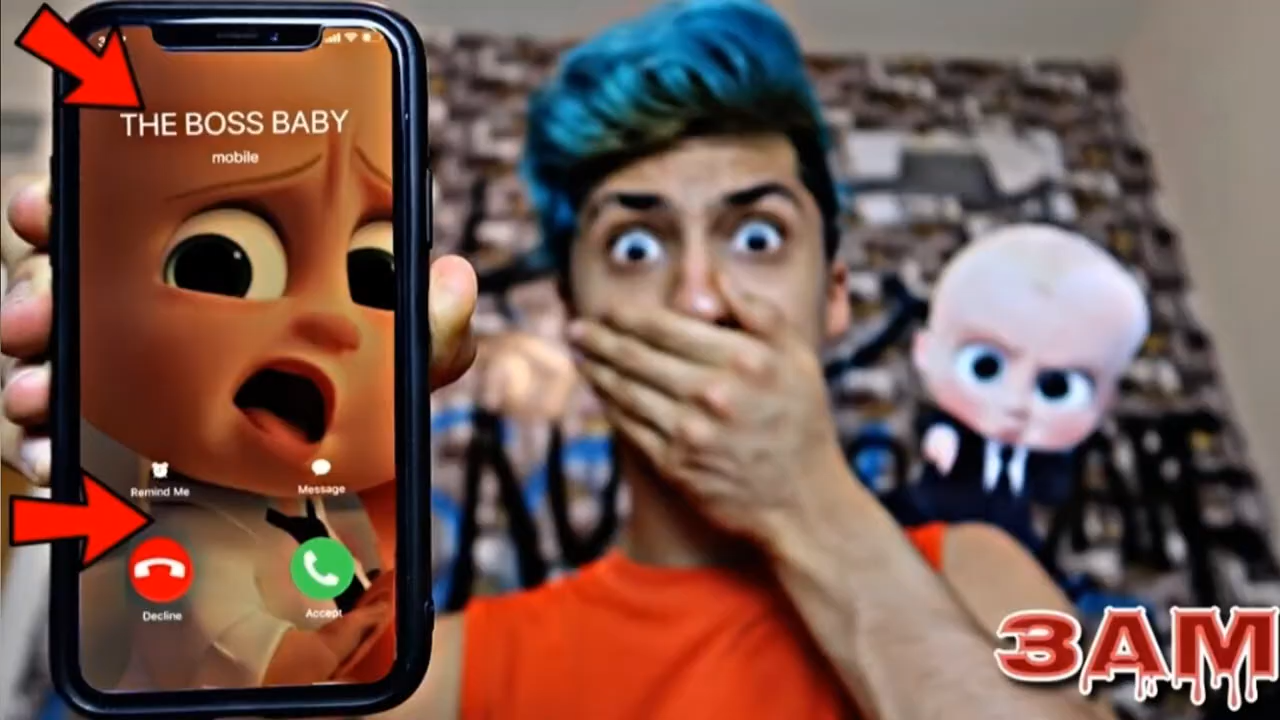 THE BOSS BABY
mobile
Remind Me
Message
Decline
Accept
3AM